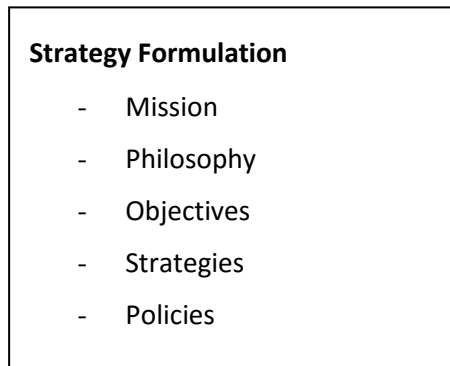 Strategy Formulation
- Mission
- Philosophy
- Objectives
- Strategies
- Policies